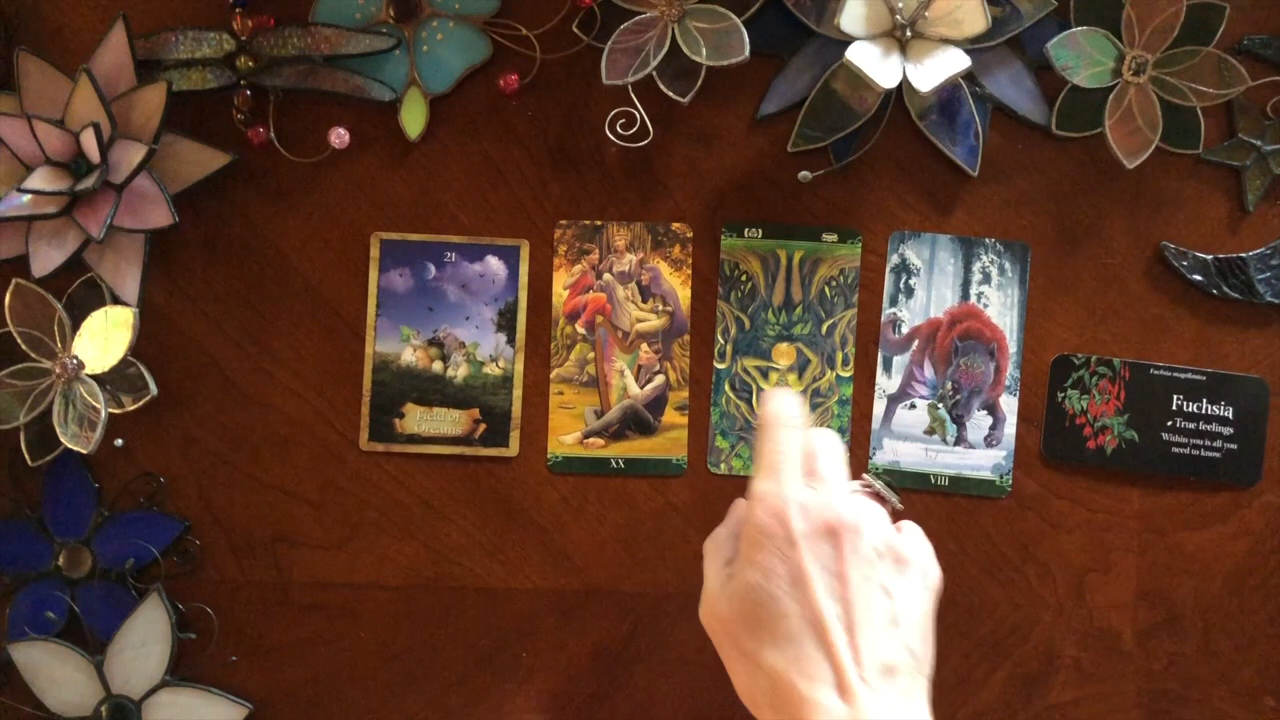 21
Field of
Dreams
XX
VIII
Fuchsia magellanica
Fuchsia
True feelings
Within you is all you
need to know.